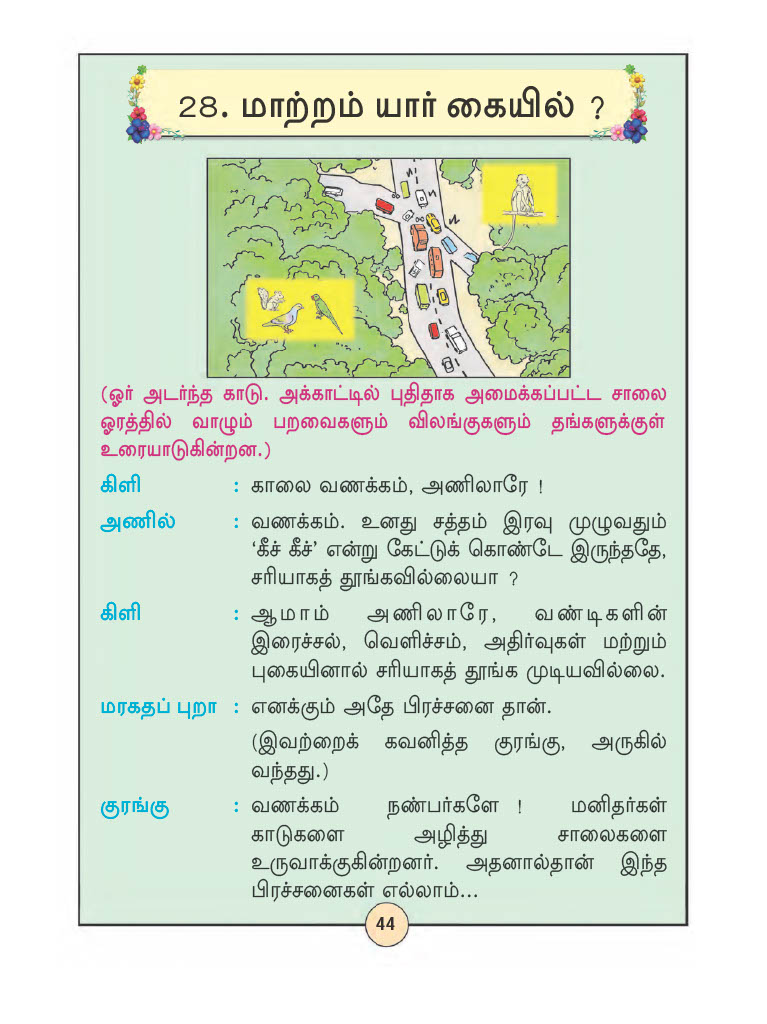 28. மாற்றம் யார் கையில் ?
(ஓர் அடர்ந்த காடு. அக்காட்டில் புதிதாக அமைக்கப்பட்ட சாலை
ஓரத்தில் வாழும் பறவைகளும் விலங்குகளும் தங்களுக்குள்
உரையாடுகின்றன.)
கிளி : காலை வணக்கம், அணிலாரே !
அணில் : வணக்கம். உனது சத்தம் இரவு முழுவதும்
‘கீச் கீச்’ என்று கேட்டுக் கொண்டே இருந்ததே,
சரியாகத் தூங்கவில்லையா ?
கிளி : ஆமாம் அணிலாரே, வண்டிகளின்
இரைச்சல், வெளிச்சம், அதிர்வுகள் மற்றும்
புகையினால் சரியாகத் தூங்க முடியவில்லை.
மரகதப் புறா : எனக்கும் அதே பிரச்சனை தான்.
(இவற்றைக் கவனித்த குரங்கு, அருகில்
வந்தது.)
குரங்கு : வணக்கம் நண்பர்களே ! மனிதர்கள்
காடுகளை அழித்து சாலைகளை
உருவாக்குகின்றனர். அதனால்தான் இந்த
பிரச்சனைகள் எல்லாம்...
44